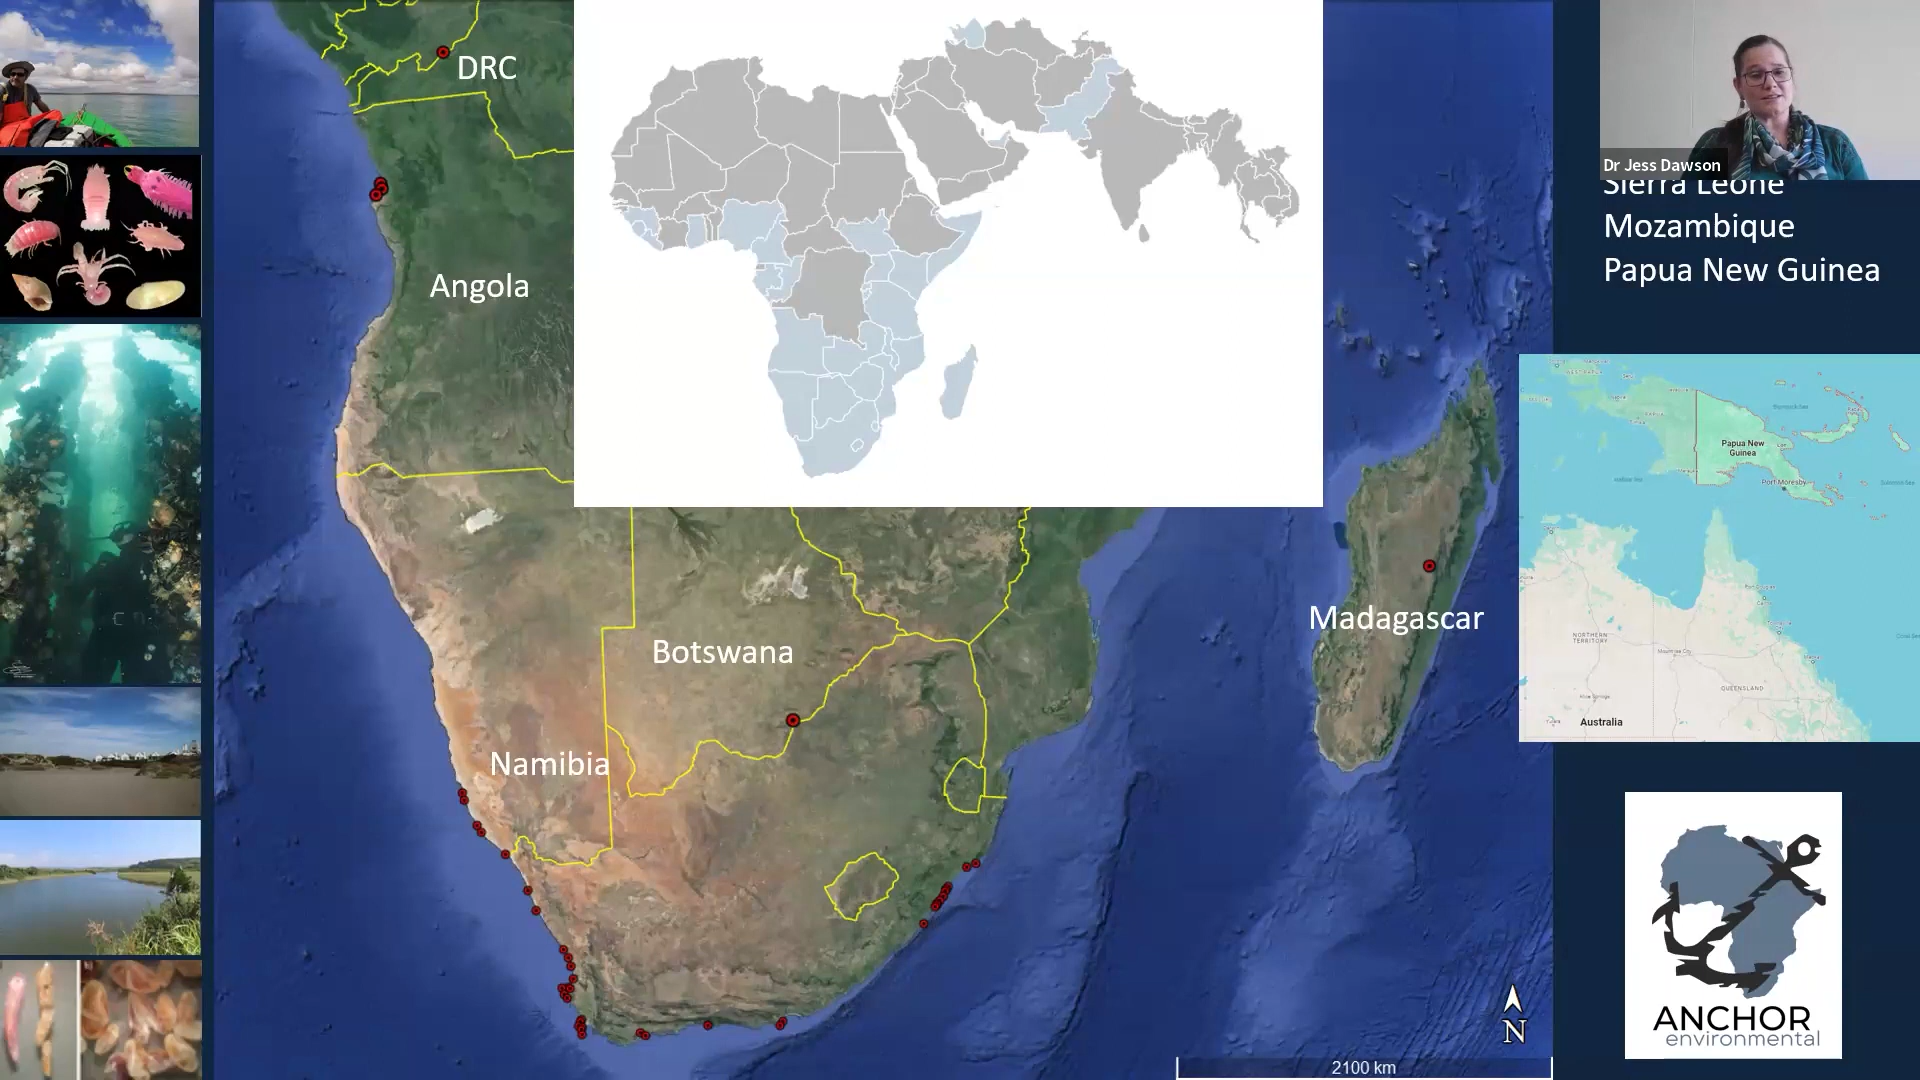 DRC
Dr Jess Dawson
Sierra Leone
Mozambique
Papua New Guinea
Angola
Papua New
Guinea
Port Moresby
Madagascar
Botswana
NORTHERN
TERRITORY
QUEENSLAND
Australia
Namibia
ANCHOR
environmental
N
2100 km